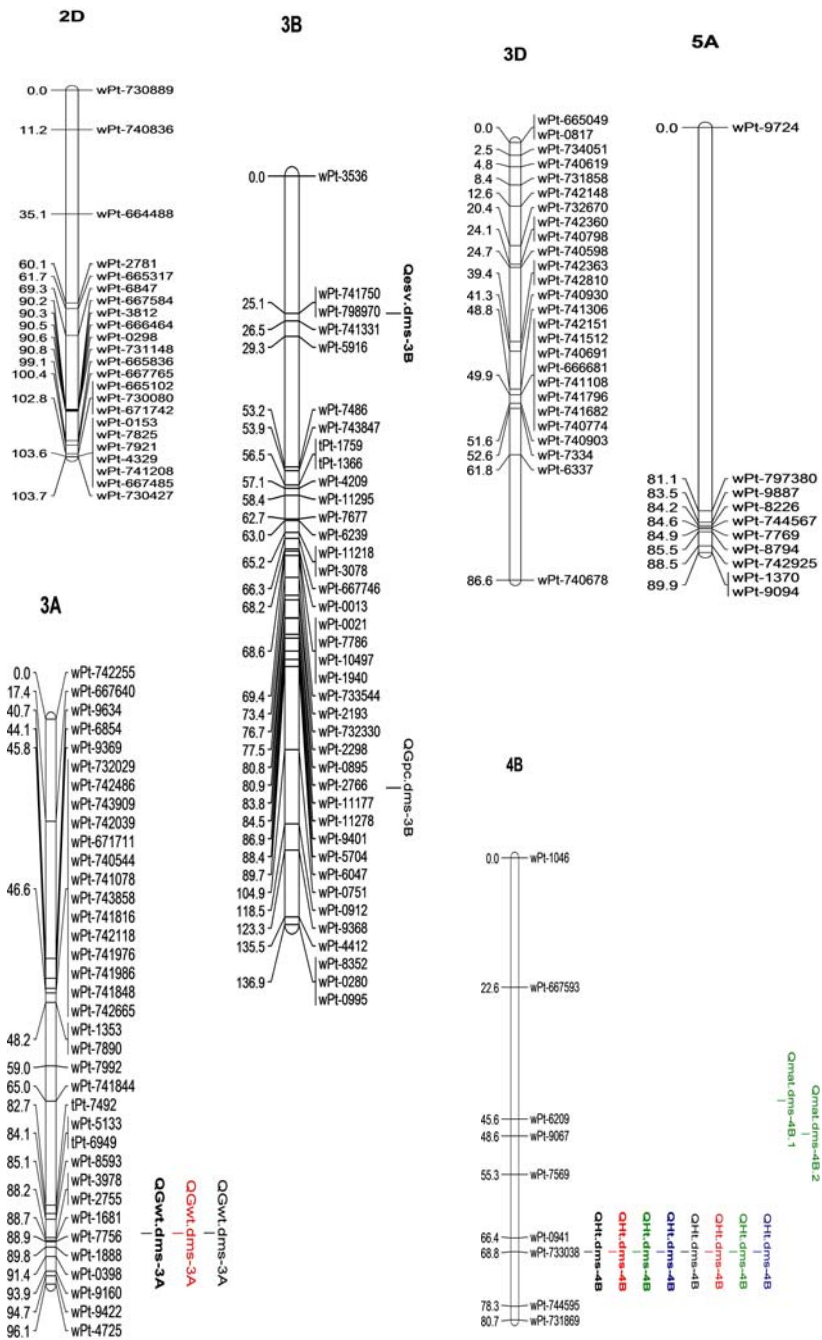 2D
0.0 wPt-730889
11.2 wPt-740836
35.1 wPt-664488
60.1 wPt-2781
61.7 wPt-665317
69.3 wPt-6847
90.2 wPt-667584
90.3 wPt-3812
90.5 wPt-666464
90.6 wPt-0298
90.8 wPt-731148
99.1 wPt-665836
100.4 wPt-667765
wPt-665102
102.8 wPt-730080
wPt-671742
wPt-0153
wPt-7825
wPt-7921
103.6 wPt-4329
wPt-741208
wPt-667485
103.7 wPt-730427
3B
0.0 wPt-3536
wPt-741750
25.1 wPt-798970
26.5 wPt-741331
29.3 wPt-5916
53.2 wPt-7486
53.9 wPt-743847
tPt-1759
56.5 tPt-1366
57.1 wPt-4209
58.4 wPt-11295
62.7 wPt-7677
63.0 wPt-6239
wPt-11218
65.2 wPt-3078
66.3 wPt-667746
68.2 wPt-0013
wPt-0021
wPt-7786
68.6 wPt-10497
wPt-1940
69.4 wPt-733544
73.4 wPt-2193
76.7 wPt-732330
77.5 wPt-2298
80.8 wPt-0895
80.9 wPt-2766
83.8 wPt-11177
84.5 wPt-11278
86.9 wPt-9401
88.4 wPt-5704
89.7 wPt-6047
104.9 wPt-0751
118.5 wPt-0912
123.3 wPt-9368
135.5 wPt-4412
wPt-8352
136.9 wPt-0280
wPt-0995
Qesv.dms-3B
QGpc.dms-3B
3D
wPt-665049
0.0 wPt-0817
2.5 wPt-734051
4.8 wPt-740619
8.4 wPt-731858
12.6 wPt-742148
20.4 wPt-732670
wPt-742360
24.1 wPt-740798
24.7 wPt-740598
wPt-742363
39.4 wPt-742810
41.3 wPt-740930
48.8 wPt-741306
wPt-742151
wPt-741512
wPt-740691
49.9 wPt-666681
wPt-741108
wPt-741796
wPt-741682
wPt-740774
51.6 wPt-740903
52.6 wPt-7334
61.8 wPt-6337
86.6 wPt-740678
5A
0.0 wPt-9724
81.1 wPt-797380
83.5 wPt-9887
84.2 wPt-8226
84.6 wPt-744567
84.9 wPt-7769
85.5 wPt-8794
88.5 wPt-742925
89.9 wPt-1370
wPt-9094
3A
0.0 wPt-742255
17.4 wPt-667640
40.7 wPt-9634
44.1 wPt-6854
45.8 wPt-9369
wPt-732029
wPt-742486
wPt-743909
wPt-742039
wPt-671711
wPt-740544
wPt-741078
46.6 wPt-743858
wPt-741816
wPt-742118
wPt-741976
wPt-741986
wPt-741848
wPt-742665
wPt-1353
48.2 wPt-7890
59.0 wPt-7992
65.0 wPt-741844
82.7 tPt-7492
wPt-5133
84.1 tPt-6949
85.1 wPt-8593
wPt-3978
88.2 wPt-2755
88.7 wPt-1681
88.9 wPt-7756
89.8 wPt-1888
91.4 wPt-0398
93.9 wPt-9160
94.7 wPt-9422
96.1 wPt-4725
QGwt.dms-3A
QGwt.dms-3A
QGwt.dms-3A
4B
0.0 wPt-1046
22.6 wPt-667593
45.6 wPt-6209
48.6 wPt-9067
55.3 wPt-7569
66.4 wPt-0941
68.8 wPt-733038
78.3 wPt-744595
80.7 wPt-731869
QHt.dms-4B
QHt.dms-4B
QHt.dms-4B
QHt.dms-4B
QHt.dms-4B
QHt.dms-4B
QHt.dms-4B
QHt.dms-4B
Qmat.dms-4B.1
Qmat.dms-4B.2